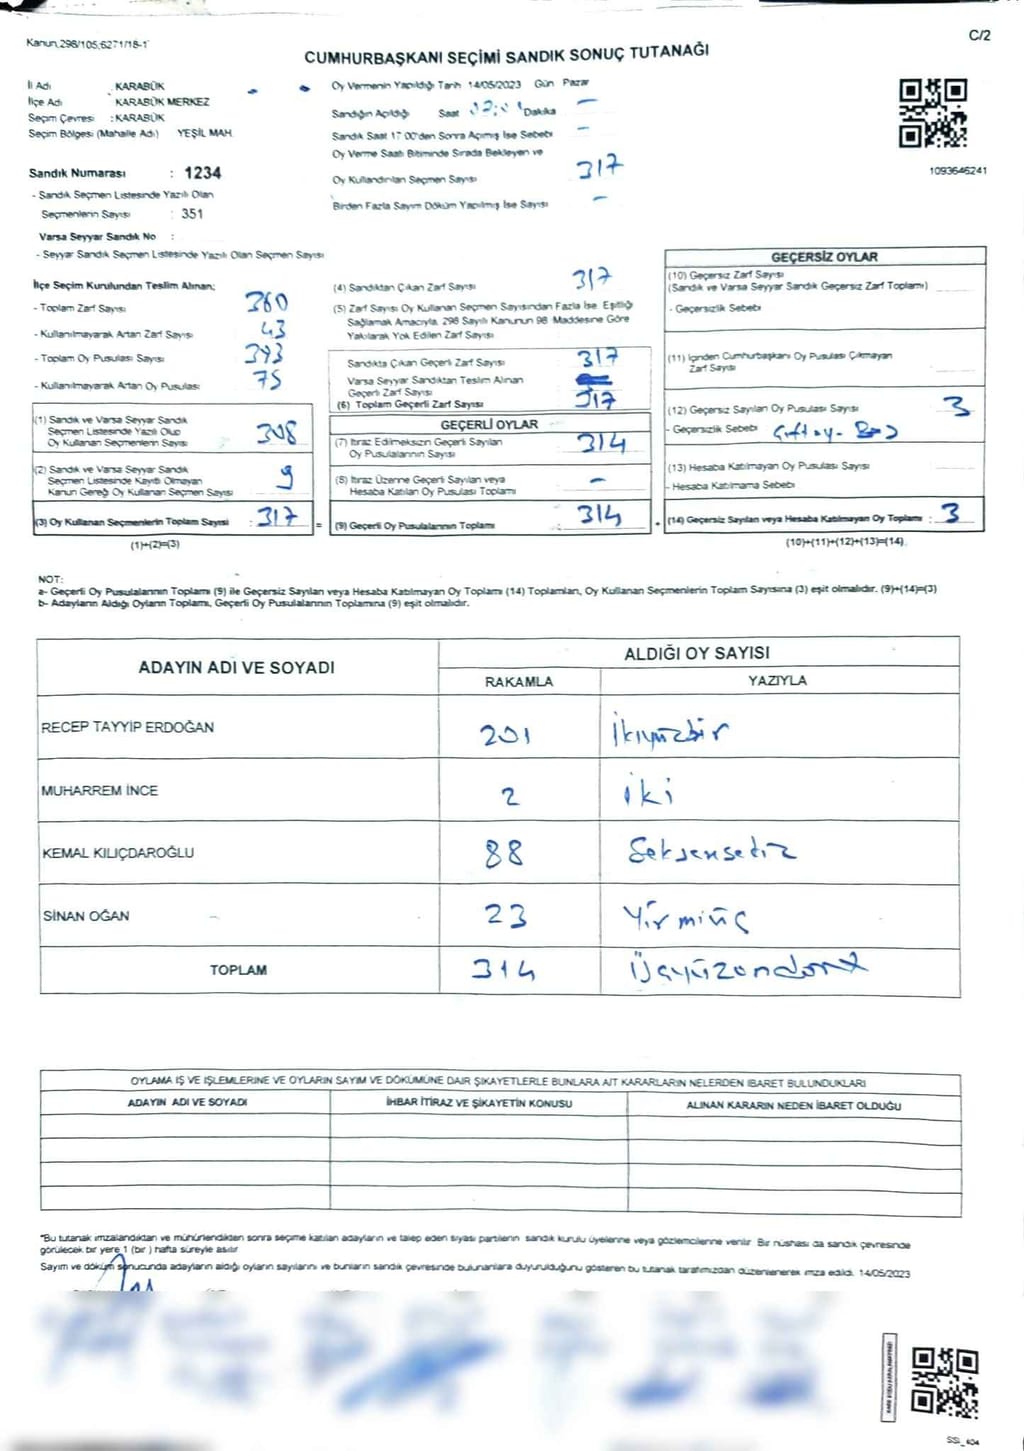 Kanun,298/105;6271/18-1
C/2
CUMHURBAŞKANI SEÇİMİ SANDIK SONUÇ TUTANAĞI
İl Adı : KARABÜK
İlçe Adı : KARABÜK MERKEZ
Seçim Çevresi : KARABÜK
Seçim Bölgesi (Mahalle Adı) YEŞİL MAH.
Sandık Numarası : 1234
- Sandık Seçmen Listesinde Yazılı Olan
Seçmenlerin Sayısı : 351
Varsa Seyyar Sandık No :
- Seyyar Sandık Seçmen Listesinde Yazılı Olan Seçmen Sayısı
Oy Vermenin Yapıldığı Tarih 14/05/2023 Gün Pazar
Sandığın Açıldığı Saat Dakika —
Sandık Saat 17:00'den Sonra Açımış İse Sebebi —
Oy Verme Saati Bitiminde Sırada Bekleyen ve
Oy Kullandırılan Seçmen Sayısı 317
Birden Fazla Sayım Döküm Yapılmış İse Sayısı —
1093646241
İlçe Seçim Kurulundan Teslim Alınan;
- Toplam Zarf Sayısı 360
- Kullanılmayarak Artan Zarf Sayısı 43
- Toplam Oy Pusulası Sayısı 393
- Kullanılmayarak Artan Oy Pusulası 75
(1) Sandık ve Varsa Seyyar Sandık
Seçmen Listesinde Yazılı Olup
Oy Kullanan Seçmenlerin Sayısı 308
(2) Sandık ve Varsa Seyyar Sandık
Seçmen Listesinde Kayıtlı Olmayan
Kanun Gereği Oy Kullanan Seçmen Sayısı 9
(3) Oy Kullanan Seçmenlerin Toplam Sayısı : 317 =
(1)+(2)=(3)
(4) Sandıktan Çıkan Zarf Sayısı 317
(5) Zarf Sayısı Oy Kullanan Seçmen Sayısından Fazla İse, Eşitliği
Sağlamak Amacıyla, 298 Sayılı Kanunun 98. Maddesine Göre
Yakılarak Yok Edilen Zarf Sayısı
Sandıkta Çıkan Geçerli Zarf Sayısı 317
Varsa Seyyar Sandıktan Teslim Alınan
Geçerli Zarf Sayısı
(6) Toplam Geçerli Zarf Sayısı 317
GEÇERLİ OYLAR
(7) İtiraz Edilmeksizin Geçerli Sayılan
Oy Pusulalarının Sayısı 314
(8) İtiraz Üzerine Geçerli Sayılan veya
Hesaba Katılan Oy Pusulası Toplamı —
(9) Geçerli Oy Pusulalarının Toplamı : 314
GEÇERSİZ OYLAR
(10) Geçersiz Zarf Sayısı
(Sandık ve Varsa Seyyar Sandık Geçersiz Zarf Toplamı)
- Geçersizlik Sebebi
(11) İçinden Cumhurbaşkanı Oy Pusulası Çıkmayan
Zarf Sayısı
(12) Geçersiz Sayılan Oy Pusulası Sayısı 3
- Geçersizlik Sebebi
(13) Hesaba Katılmayan Oy Pusulası Sayısı
- Hesaba Katılmama Sebebi
(14) Geçersiz Sayılan veya Hesaba Katılmayan Oy Toplamı : 3
(10)+(11)+(12)+(13)=(14).
NOT:
a- Geçerli Oy Pusulalarının Toplamı (9) ile Geçersiz Sayılan veya Hesaba Katılmayan Oy Toplamı (14) Toplamları, Oy Kullanan Seçmenlerin Toplam Sayısına (3) eşit olmalıdır. (9)+(14)=(3)
b- Adayların Aldığı Oyların Toplamı, Geçerli Oy Pusulalarının Toplamına (9) eşit olmalıdır.
ADAYIN ADI VE SOYADI
ALDIĞI OY SAYISI
RAKAMLA YAZIYLA
RECEP TAYYİP ERDOĞAN 201 İkiyüzbir
MUHARREM İNCE 2 iki
KEMAL KILIÇDAROĞLU 88 Seksensekiz
SİNAN OĞAN 23 Yirmiüç
TOPLAM 314 Üçyüzondört
OYLAMA İŞ VE İŞLEMLERİNE VE OYLARIN SAYIM VE DÖKÜMÜNE DAİR ŞİKAYETLERLE BUNLARA AİT KARARLARIN NELERDEN İBARET BULUNDUKLARI
ADAYIN ADI VE SOYADI İHBAR İTİRAZ VE ŞİKAYETİN KONUSU ALINAN KARARIN NEDEN İBARET OLDUĞU
*Bu tutanak imzalandıktan ve mühürlendikten sonra seçime katılan adayların ve talep eden siyasi partilerin sandık kurulu üyelerine veya gözlemcilerine verilir. Bir nüshası da sandık çevresinde
görülecek bir yere 1 (bir ) hafta süreyle asılır
Sayım ve döküm sonucunda adayların aldığı oyların sayılarını ve bunların sandık çevresinde bulunanlara duyurulduğunu gösteren bu tutanak tarafımızdan düzenlenerek imza edildi. 14/05/2023